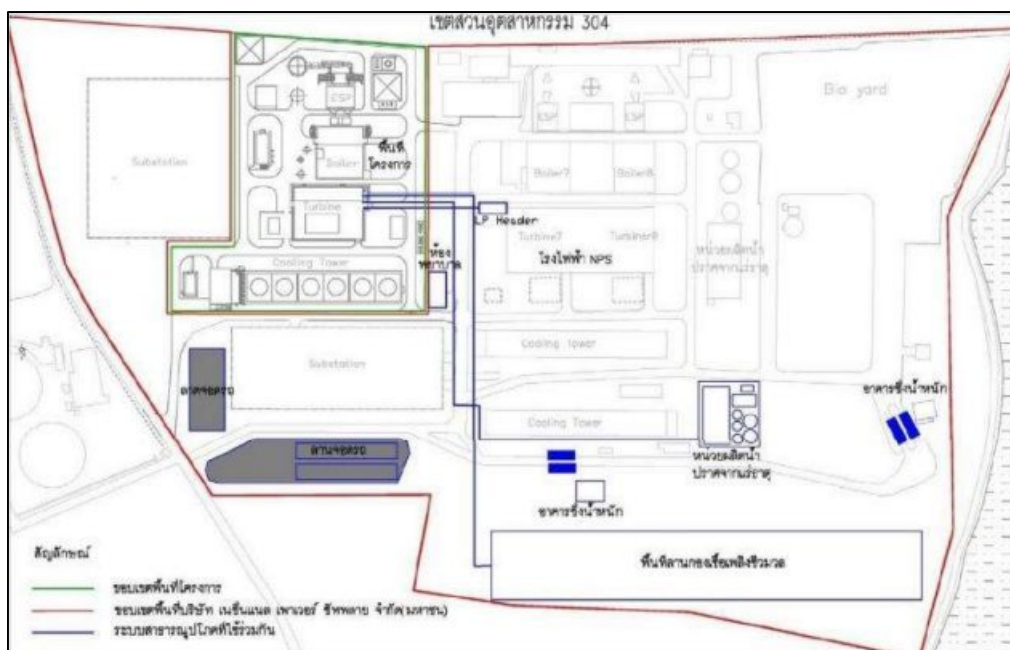 เขตสวนอุตสาหกรรม 304
Bio yard
ESP
ESP
ESP
Substation
Boiler
พื้นที่
โครงการ
Boiler7
Boiler8
Turbine
LP Header
Turbine7
โรงไฟฟ้า NPS
หน่วยผลิตน้ำ
ปราศจากแร่ธาตุ
Cooling Tower
ห้อง
พยาบาล
Substation
Cooling Tower
ลานจอดรถ
อาคารชั่งน้ำหนัก
Cooling Tower
ลานจอดรถ
หน่วยผลิตน้ำ
ปราศจากแร่ธาตุ
อาคารชั่งน้ำหนัก
พื้นที่ลานกองเชื้อเพลิงชีวมวล
สัญลักษณ์
ขอบเขตพื้นที่โครงการ
ขอบเขตพื้นที่บริษัท เนชั่นแนล เพาเวอร์ ซัพพลาย จำกัด(มหาชน)
ระบบสาธารณูปโภคที่ใช้ร่วมกัน